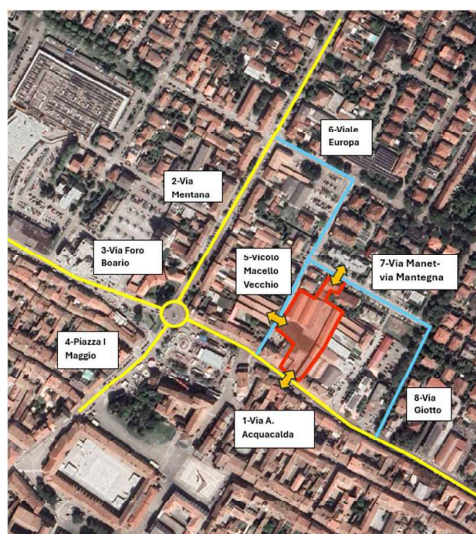 6-Viale
Europa
2-Via
Mentana
3-Via Foro
Boario
5-Vicolo
Macello
Vecchio
7-Via Manet-
via Mantegna
4-Piazza I
Maggio
8-Via
Giotto
1-Via A.
Acquacalda